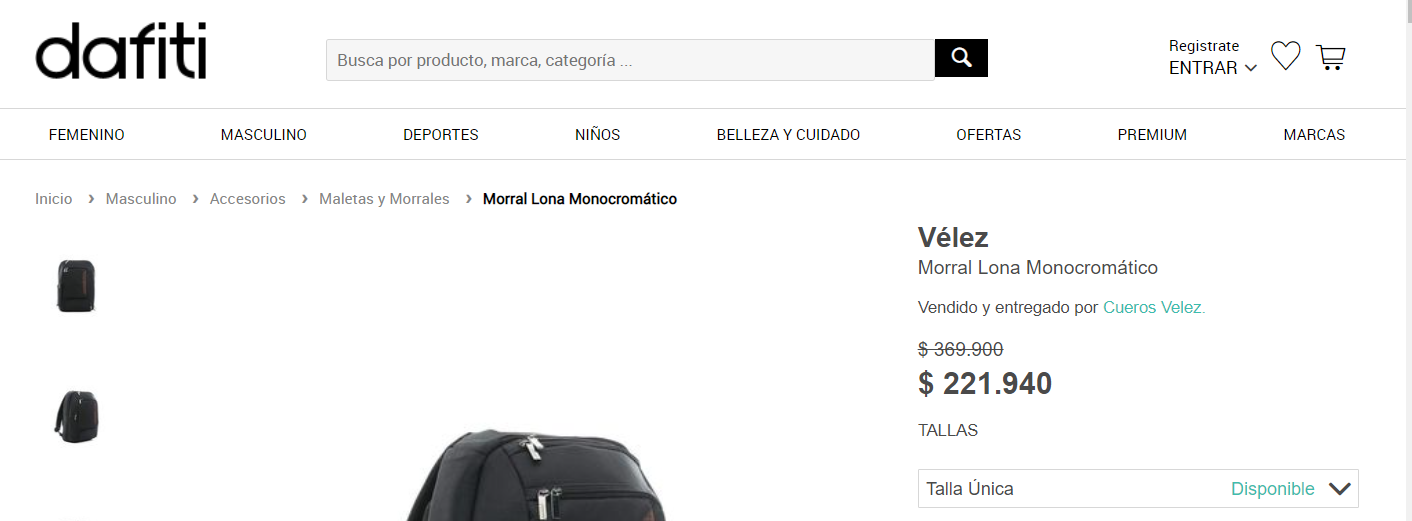 dafiti
Busca por producto, marca, categoría ...
Registrate
ENTRAR
FEMENINO MASCULINO DEPORTES NIÑOS BELLEZA Y CUIDADO OFERTAS PREMIUM MARCAS
Inicio › Masculino › Accesorios › Maletas y Morrales › Morral Lona Monocromático
Vélez
Morral Lona Monocromático
Vendido y entregado por Cueros Velez.
$ 369.900
$ 221.940
TALLAS
Talla Única Disponible